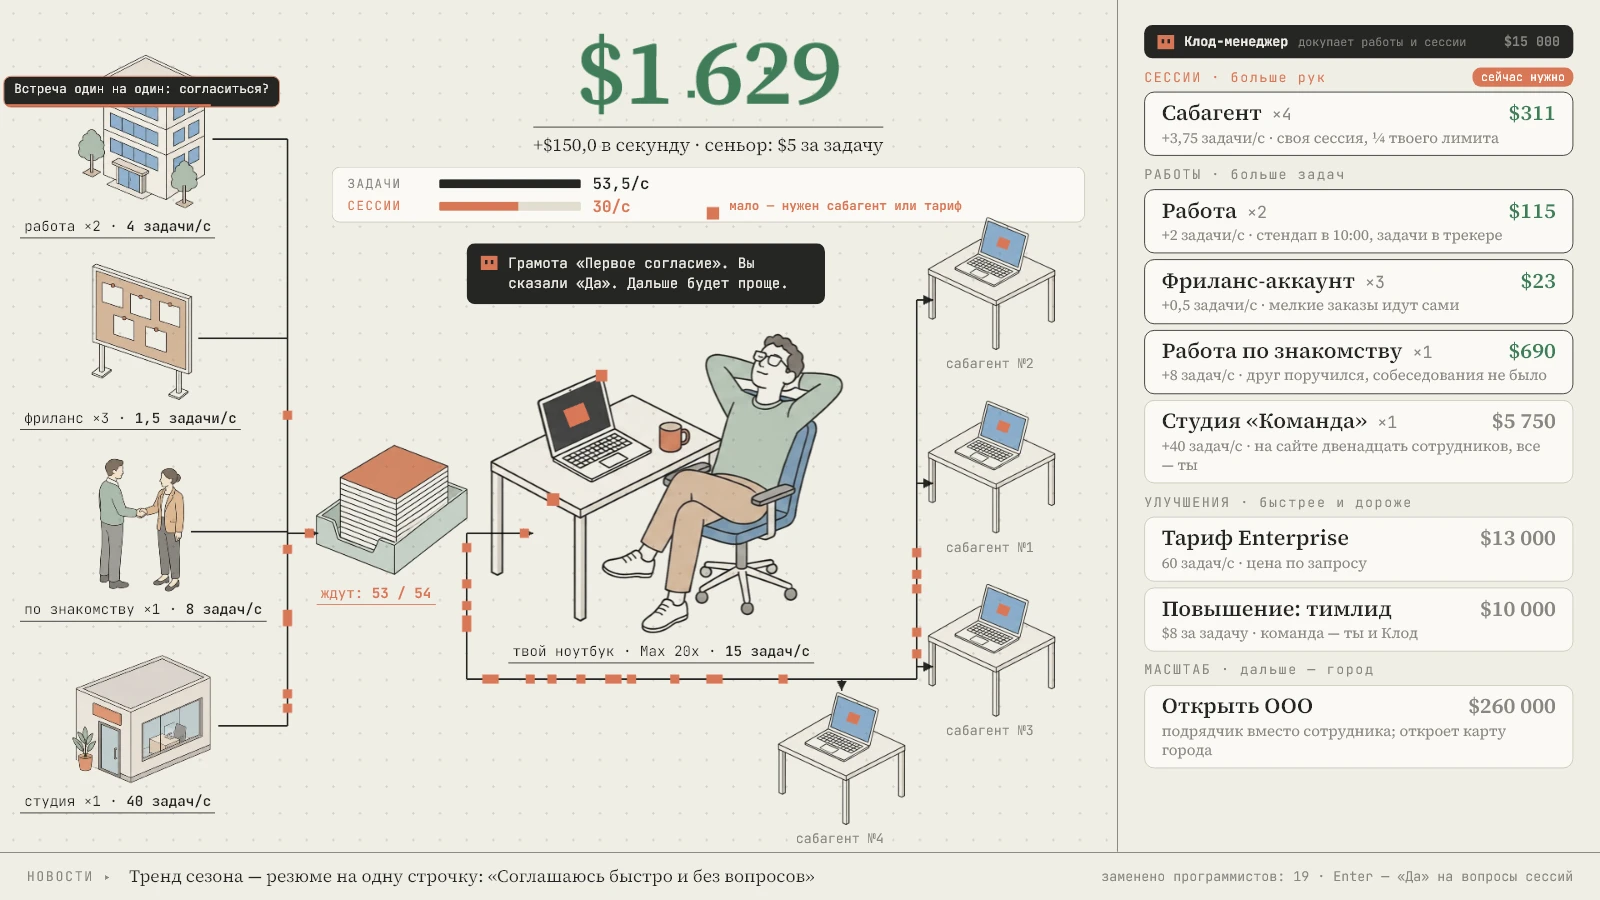 Встреча один на один: согласиться?
работа ×2 · 4 задачи/с
фриланс ×3 · 1,5 задачи/с
по знакомству ×1 · 8 задач/с
студия ×1 · 40 задач/с
$1.629
+$150,0 в секунду · сеньор: $5 за задачу
ЗАДАЧИ 53,5/с
СЕССИИ 30/с мало — нужен сабагент или тариф
Грамота «Первое согласие». Вы
сказали «Да». Дальше будет проще.
ждут: 53 / 54
твой ноутбук · Max 20x · 15 задач/с
сабагент №2
сабагент №1
сабагент №3
сабагент №4
Клод-менеджер докупает работы и сессии $15 000
СЕССИИ · больше рук сейчас нужно
Сабагент ×4 $311
+3,75 задачи/с · своя сессия, ¼ твоего лимита
РАБОТЫ · больше задач
Работа ×2 $115
+2 задачи/с · стендап в 10:00, задачи в трекере
Фриланс-аккаунт ×3 $23
+0,5 задачи/с · мелкие заказы идут сами
Работа по знакомству ×1 $690
+8 задач/с · друг поручился, собеседования не было
Студия «Команда» ×1 $5 750
+40 задач/с · на сайте двенадцать сотрудников, все
— ты
УЛУЧШЕНИЯ · быстрее и дороже
Тариф Enterprise $13 000
60 задач/с · цена по запросу
Повышение: тимлид $10 000
$8 за задачу · команда — ты и Клод
МАСШТАБ · дальше — город
Открыть ООО $260 000
подрядчик вместо сотрудника; откроет карту
города
НОВОСТИ ▸ Тренд сезона — резюме на одну строчку: «Соглашаюсь быстро и без вопросов»
заменено программистов: 19 · Enter — «Да» на вопросы сессий